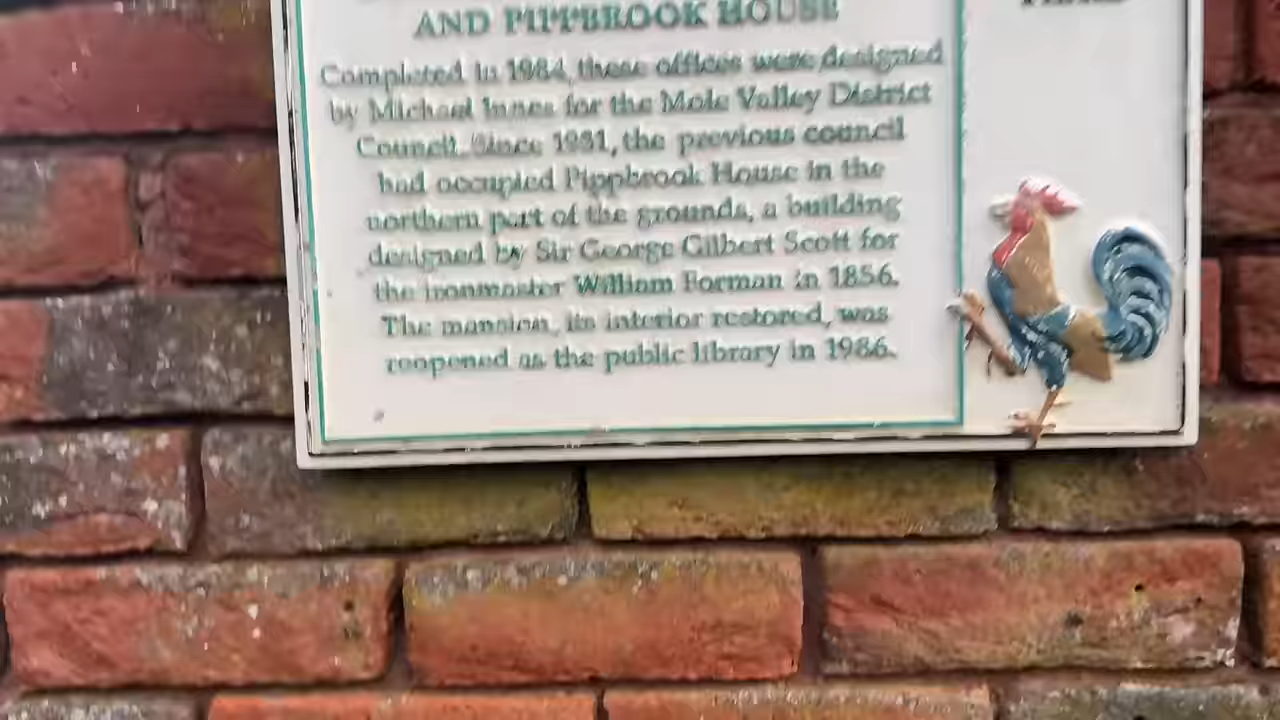 AND PIPPBROOK HOUSE
Completed in 1984, these offices were designed
by Michael Innes for the Mole Valley District
Council. Since 1931, the previous council
had occupied Pippbrook House in the
northern part of the grounds, a building
designed by Sir George Gilbert Scott for
the ironmaster William Forman in 1856.
The mansion, its interior restored, was
reopened as the public library in 1986.